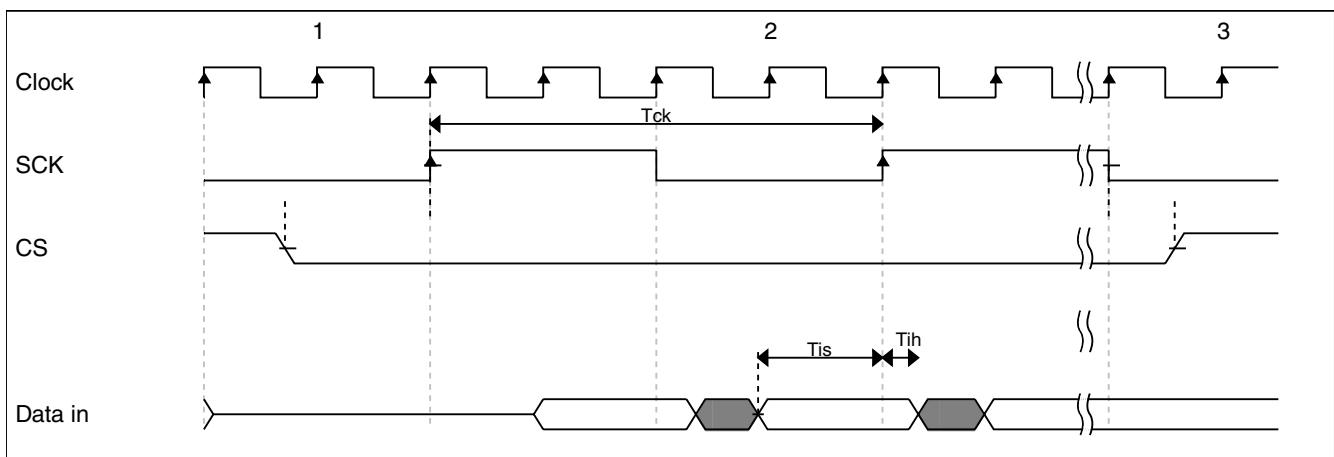 1 2 3
Clock
Tck
SCK
CS
Tis Tih
Data in